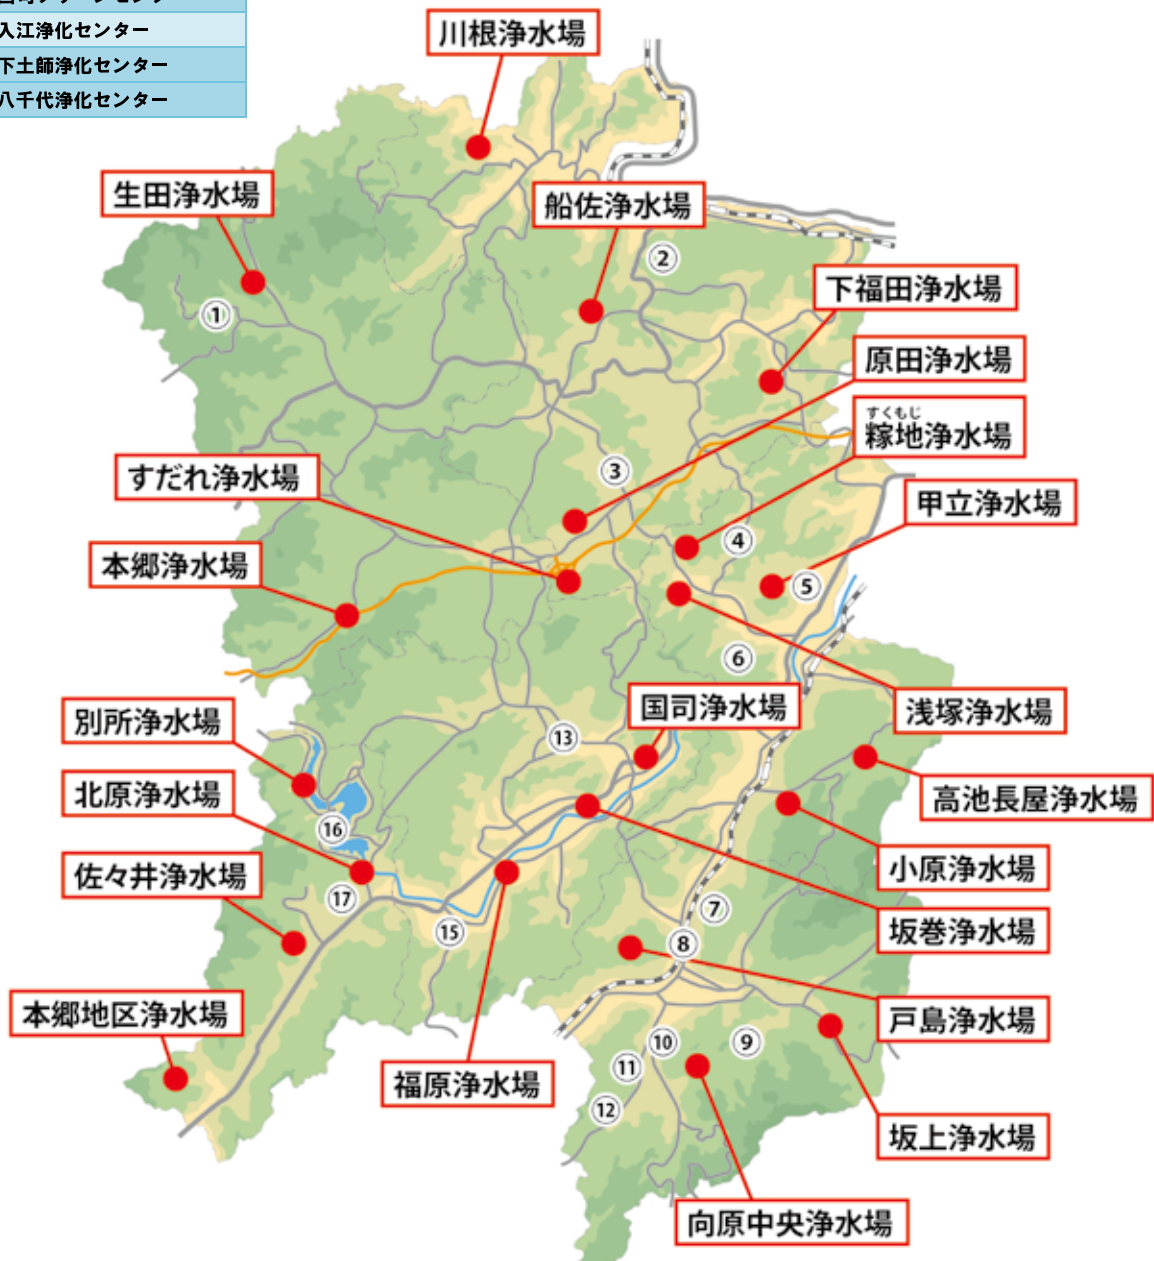 入江浄化センター
下土師浄化センター
八千代浄化センター
川根浄水場
生田浄水場
船佐浄水場
②
下福田浄水場
①
原田浄水場
すくもじ
糘地浄水場
すだれ浄水場
③
甲立浄水場
④
本郷浄水場
⑤
⑥
別所浄水場
国司浄水場
浅塚浄水場
⑬
北原浄水場
高池長屋浄水場
⑯
小原浄水場
佐々井浄水場
⑰
⑦
⑮
坂巻浄水場
⑧
本郷地区浄水場
戸島浄水場
⑩
⑨
⑪
福原浄水場
⑫
坂上浄水場
向原中央浄水場